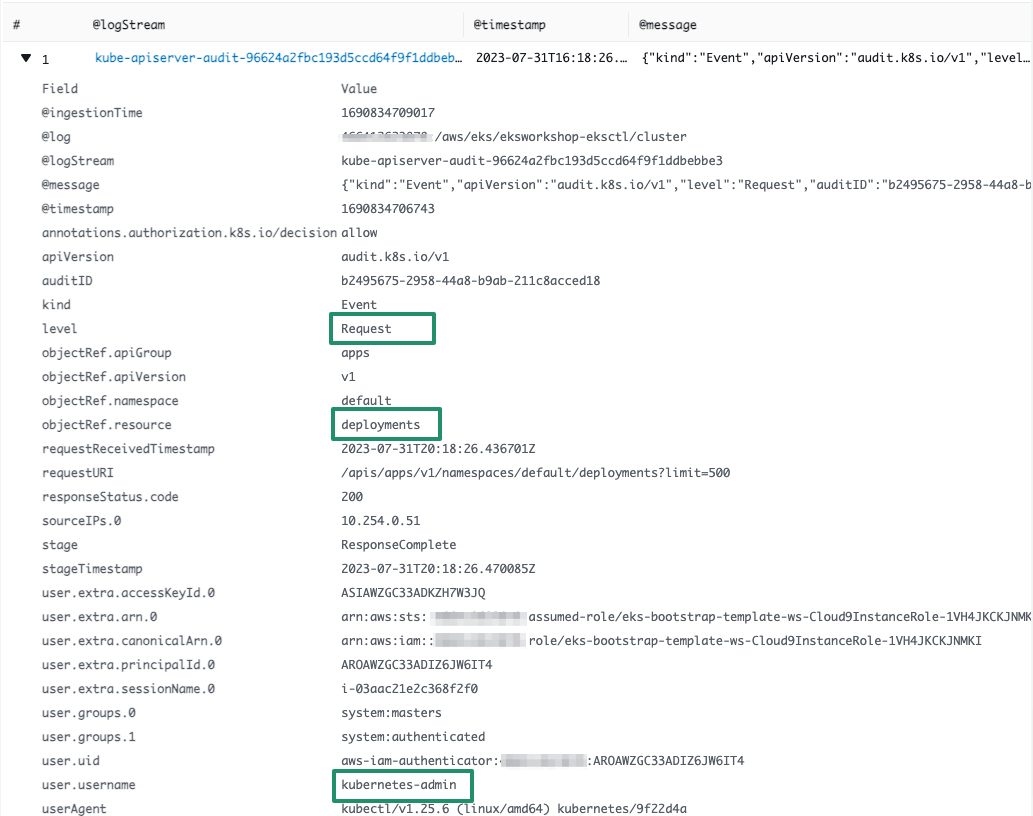 # @logStream @timestamp @message
▼ 1 kube-apiserver-audit-96624a2fbc193d5ccd64f9f1ddbeb… 2023-07-31T16:18:26.… {"kind":"Event","apiVersion":"audit.k8s.io/v1","level…
Field Value
@ingestionTime 1690834709017
@log :/aws/eks/eksworkshop-eksctl/cluster
@logStream kube-apiserver-audit-96624a2fbc193d5ccd64f9f1ddbebbe3
@message {"kind":"Event","apiVersion":"audit.k8s.io/v1","level":"Request","auditID":"b2495675-2958-44a8-b
@timestamp 1690834706743
annotations.authorization.k8s.io/decision allow
apiVersion audit.k8s.io/v1
auditID b2495675-2958-44a8-b9ab-211c8acced18
kind Event
level Request
objectRef.apiGroup apps
objectRef.apiVersion v1
objectRef.namespace default
objectRef.resource deployments
requestReceivedTimestamp 2023-07-31T20:18:26.436701Z
requestURI /apis/apps/v1/namespaces/default/deployments?limit=500
responseStatus.code 200
sourceIPs.0 10.254.0.51
stage ResponseComplete
stageTimestamp 2023-07-31T20:18:26.470085Z
user.extra.accessKeyId.0 ASIAWZGC33ADKZH7W3JQ
user.extra.arn.0 arn:aws:sts: assumed-role/eks-bootstrap-template-ws-Cloud9InstanceRole-1VH4JKCKJNMK
user.extra.canonicalArn.0 arn:aws:iam:: role/eks-bootstrap-template-ws-Cloud9InstanceRole-1VH4JKCKJNMKI
user.extra.principalId.0 AROAWZGC33ADIZ6JW6IT4
user.extra.sessionName.0 i-03aac21e2c368f2f0
user.groups.0 system:masters
user.groups.1 system:authenticated
user.uid aws-iam-authenticator: :AROAWZGC33ADIZ6JW6IT4
user.username kubernetes-admin
userAgent kubectl/v1.25.6 (linux/amd64) kubernetes/9f22d4a